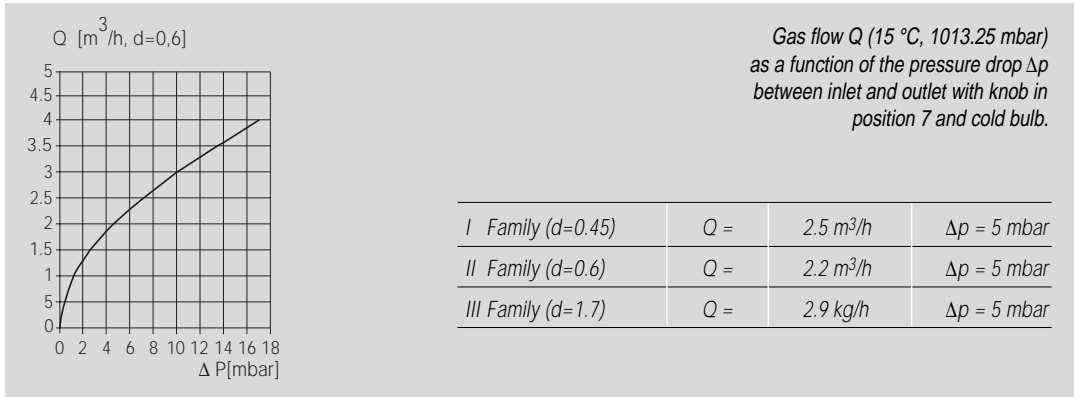 Q [m3/h, d=0,6]
5
4.5
4
3.5
3
2.5
2
1.5
1
5
0
0 2 4 6 8 10 12 14 16 18
Δ P[mbar]
Gas flow Q (15 °C, 1013.25 mbar)
as a function of the pressure drop Δp
between inlet and outlet with knob in
position 7 and cold bulb.
I Family (d=0.45) Q = 2.5 m3/h Δp = 5 mbar
II Family (d=0.6) Q = 2.2 m3/h Δp = 5 mbar
III Family (d=1.7) Q = 2.9 kg/h Δp = 5 mbar